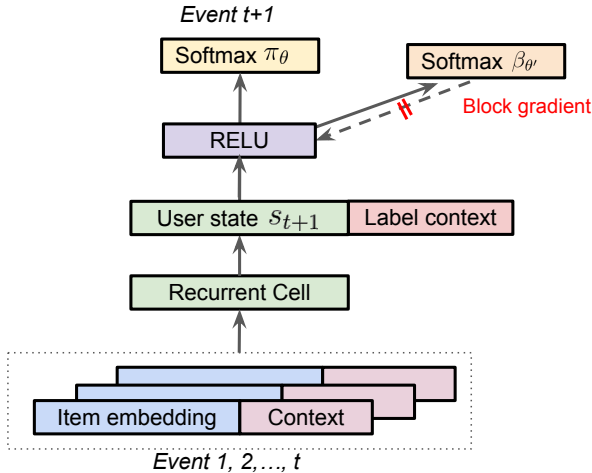 Event t+1
Softmax πθ
Softmax βθ′
Block gradient
RELU
User state st+1
Label context
Recurrent Cell
Item embedding
Context
Event 1, 2,..., t